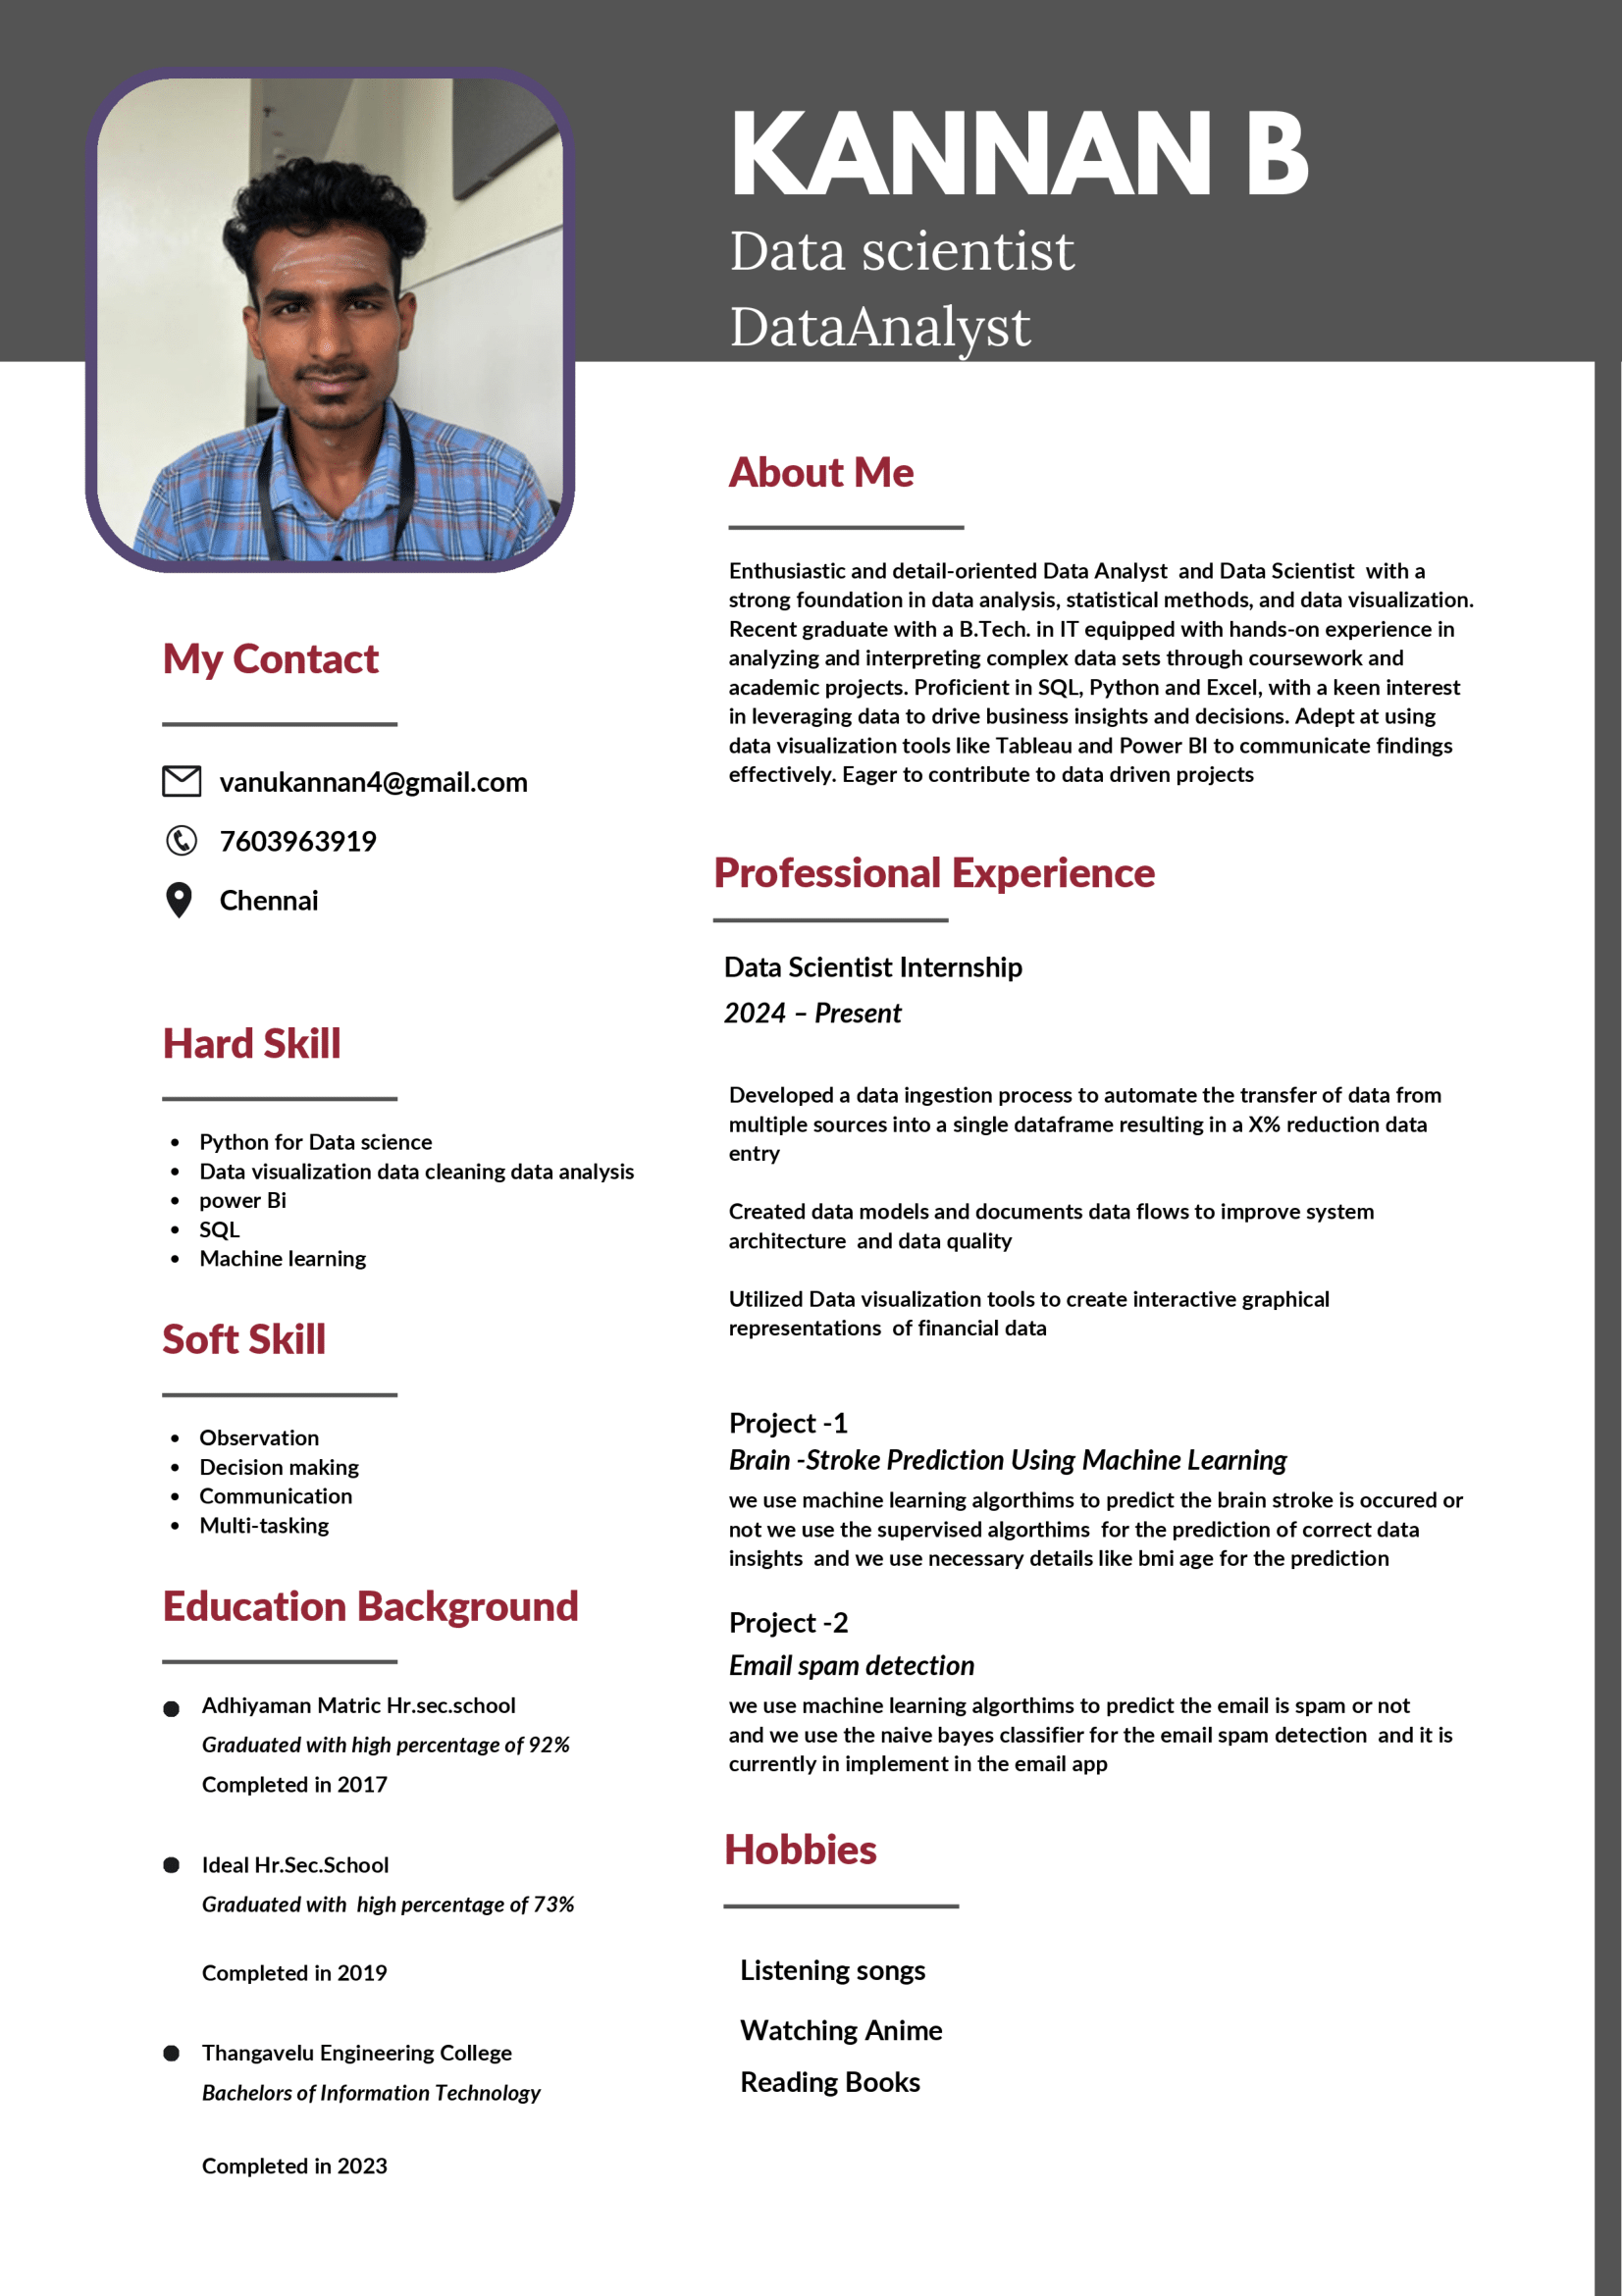 KANNAN B
Data scientist
DataAnalyst
My Contact
vanukannan4@gmail.com
7603963919
Chennai
Hard Skill
• Python for Data science
• Data visualization data cleaning data analysis
• power Bi
• SQL
• Machine learning
Soft Skill
• Observation
• Decision making
• Communication
• Multi-tasking
Education Background
Adhiyaman Matric Hr.sec.school
Graduated with high percentage of 92%
Completed in 2017
Ideal Hr.Sec.School
Graduated with  high percentage of 73%
Completed in 2019
Thangavelu Engineering College
Bachelors of Information Technology
Completed in 2023
About Me
Enthusiastic and detail-oriented Data Analyst  and Data Scientist  with a
strong foundation in data analysis, statistical methods, and data visualization.
Recent graduate with a B.Tech. in IT equipped with hands-on experience in
analyzing and interpreting complex data sets through coursework and
academic projects. Proficient in SQL, Python and Excel, with a keen interest
in leveraging data to drive business insights and decisions. Adept at using
data visualization tools like Tableau and Power BI to communicate findings
effectively. Eager to contribute to data driven projects
Professional Experience
Data Scientist Internship
2024 – Present
Developed a data ingestion process to automate the transfer of data from
multiple sources into a single dataframe resulting in a X% reduction data
entry
Created data models and documents data flows to improve system
architecture  and data quality
Utilized Data visualization tools to create interactive graphical
representations  of financial data
Project -1
Brain -Stroke Prediction Using Machine Learning
we use machine learning algorthims to predict the brain stroke is occured or
not we use the supervised algorthims  for the prediction of correct data
insights  and we use necessary details like bmi age for the prediction
Project -2
Email spam detection
we use machine learning algorthims to predict the email is spam or not
and we use the naive bayes classifier for the email spam detection  and it is
currently in implement in the email app
Hobbies
Listening songs
Watching Anime
Reading Books